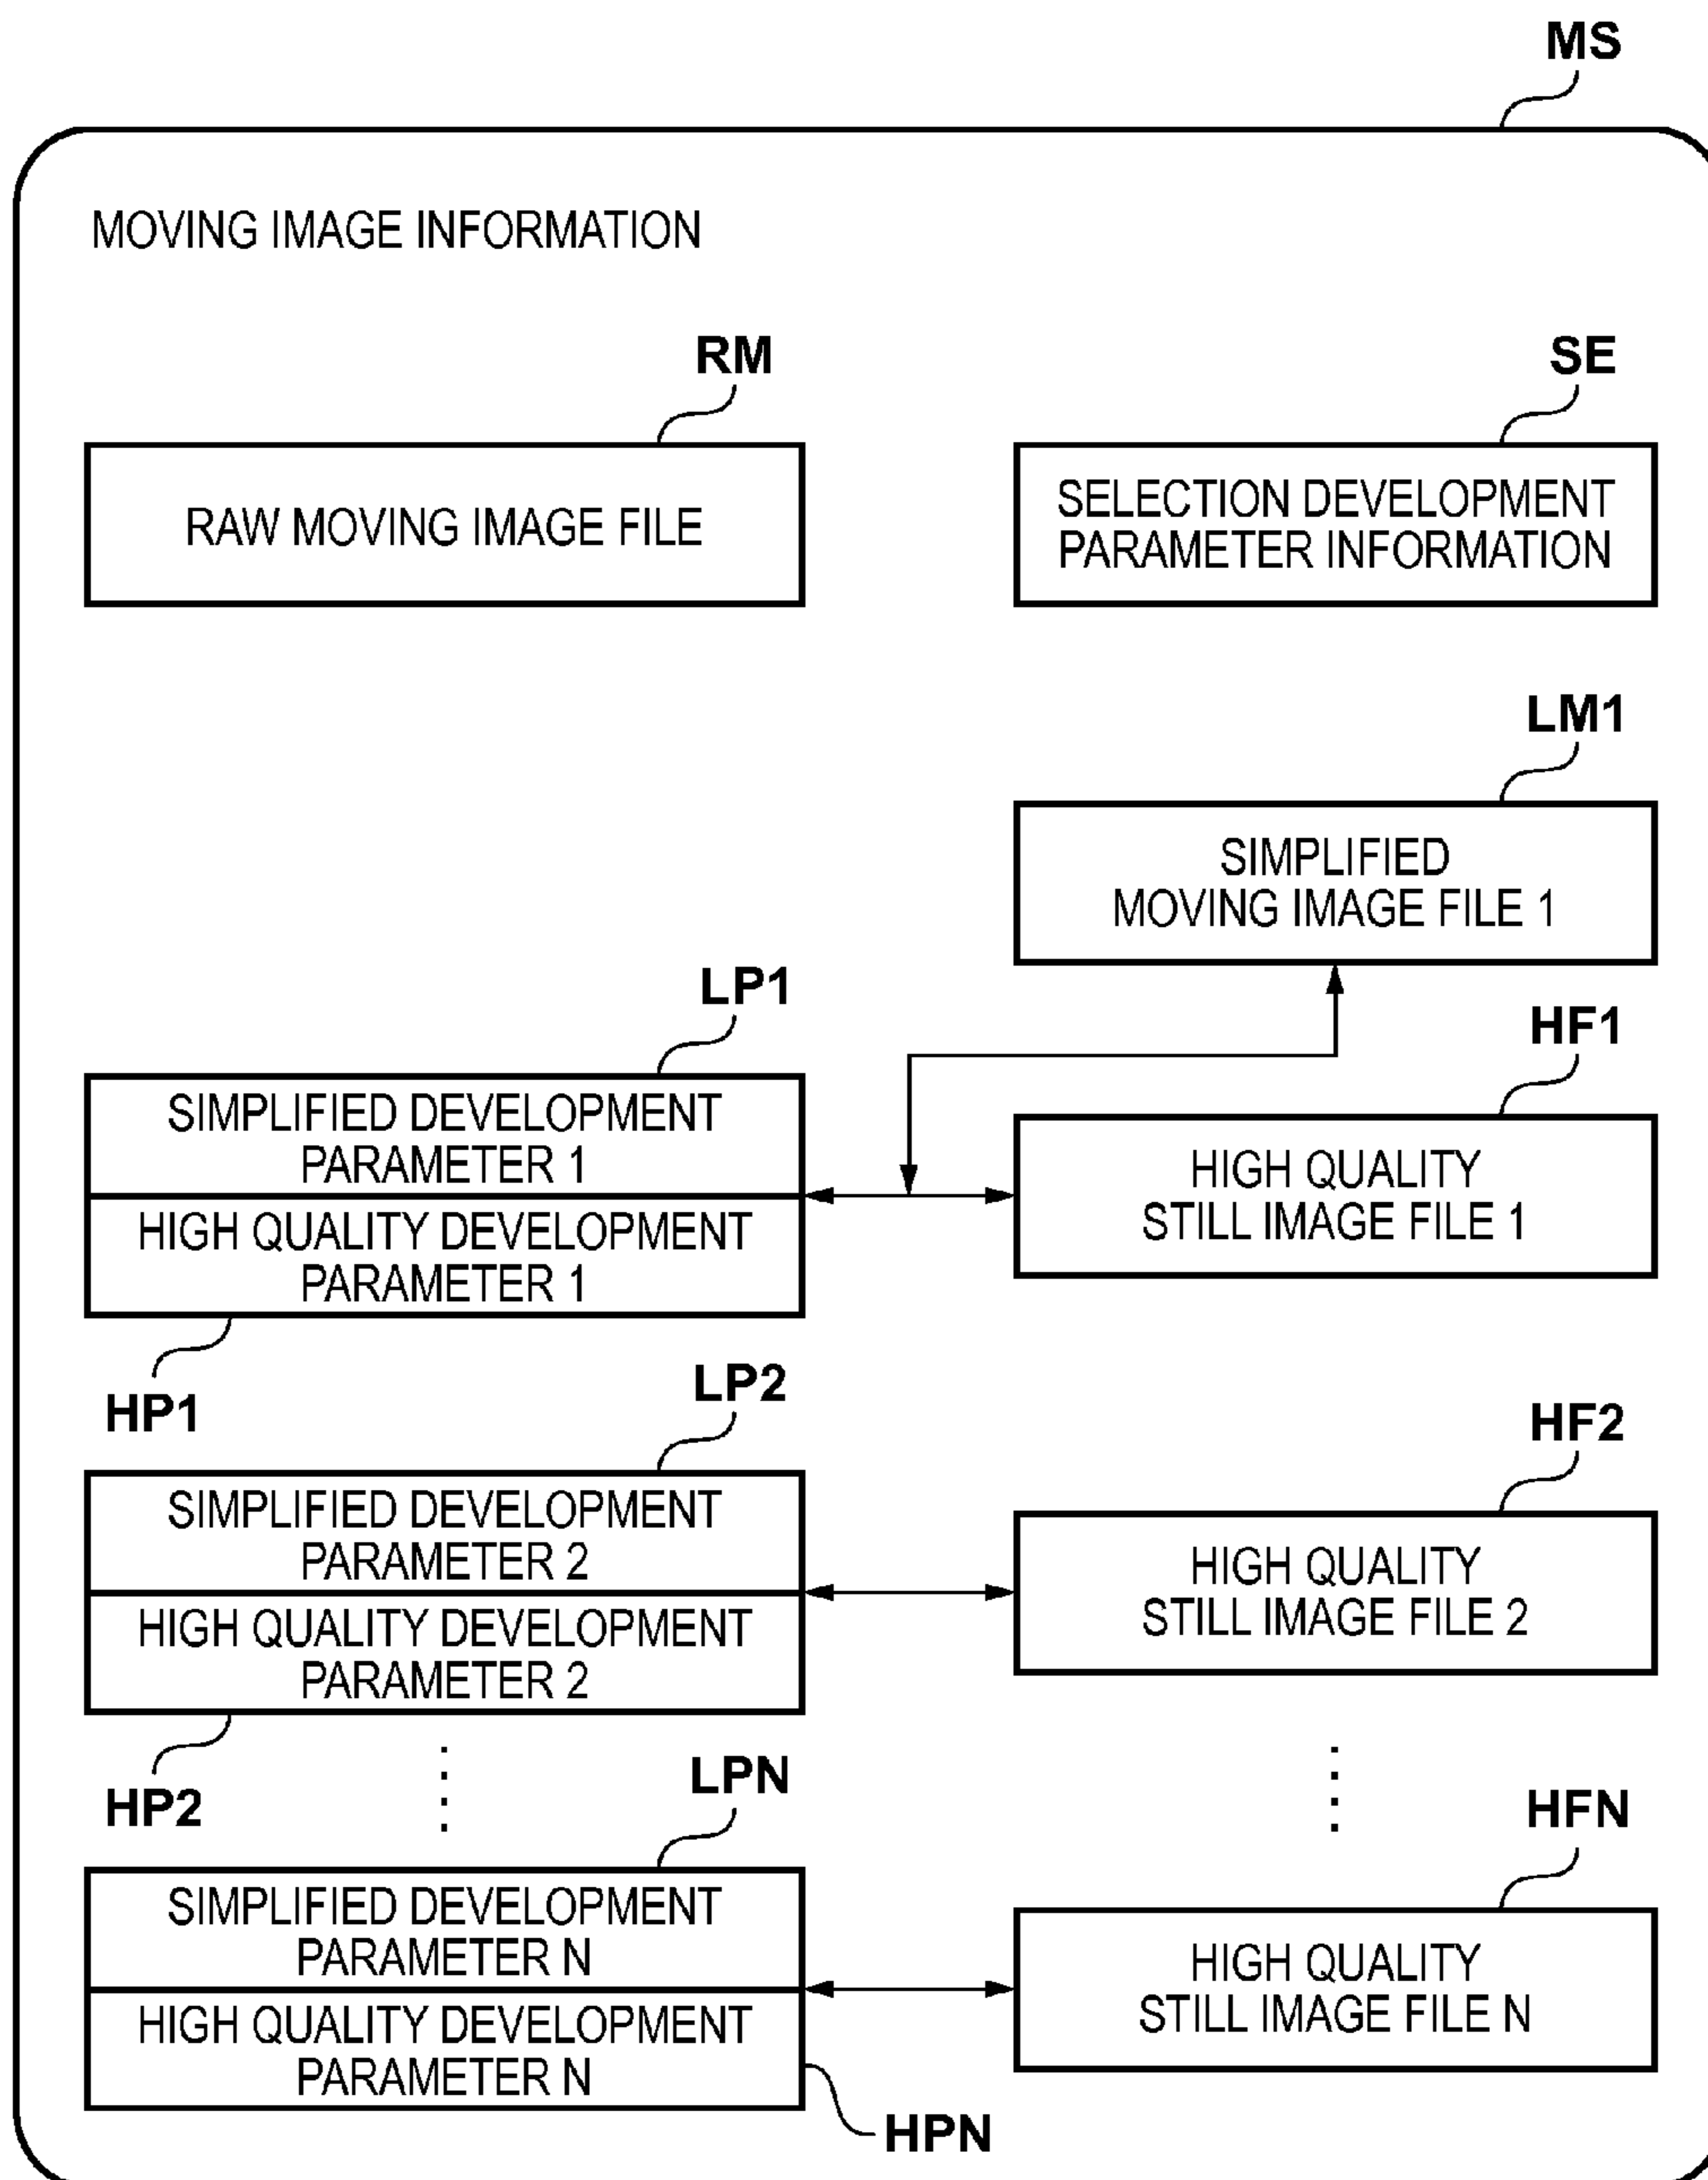 MS
MOVING IMAGE INFORMATION
RM
SE
RAW MOVING IMAGE FILE
SELECTION DEVELOPMENT
PARAMETER INFORMATION
LM1
SIMPLIFIED
MOVING IMAGE FILE 1
LP1
HF1
SIMPLIFIED DEVELOPMENT
PARAMETER 1
HIGH QUALITY DEVELOPMENT
PARAMETER 1
HIGH QUALITY
STILL IMAGE FILE 1
HP1
LP2
HF2
SIMPLIFIED DEVELOPMENT
PARAMETER 2
HIGH QUALITY DEVELOPMENT
PARAMETER 2
HIGH QUALITY
STILL IMAGE FILE 2
HP2
LPN
HFN
SIMPLIFIED DEVELOPMENT
PARAMETER N
HIGH QUALITY DEVELOPMENT
PARAMETER N
HIGH QUALITY
STILL IMAGE FILE N
HPN